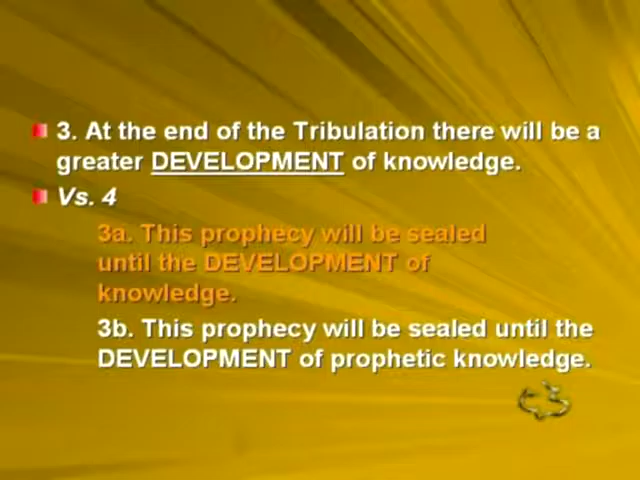 3. At the end of the Tribulation there will be a
greater DEVELOPMENT of knowledge.
Vs. 4
3a. This prophecy will be sealed
until the DEVELOPMENT of
knowledge.
3b. This prophecy will be sealed until the
DEVELOPMENT of prophetic knowledge.